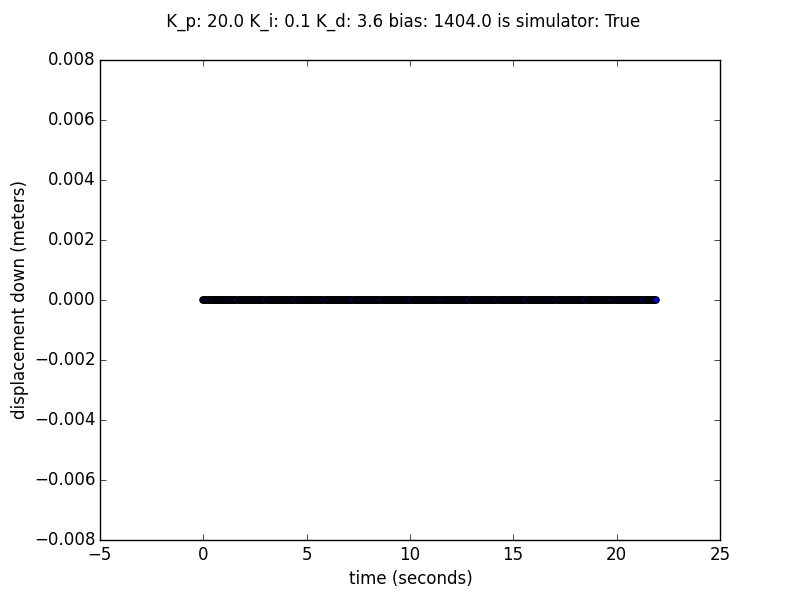 K_p: 20.0 K_i: 0.1 K_d: 3.6 bias: 1404.0 is simulator: True
0.008
0.006
0.004
0.002
0.000
−0.002
−0.004
−0.006
−0.008
displacement down (meters)
−5 0 5 10 15 20 25
time (seconds)